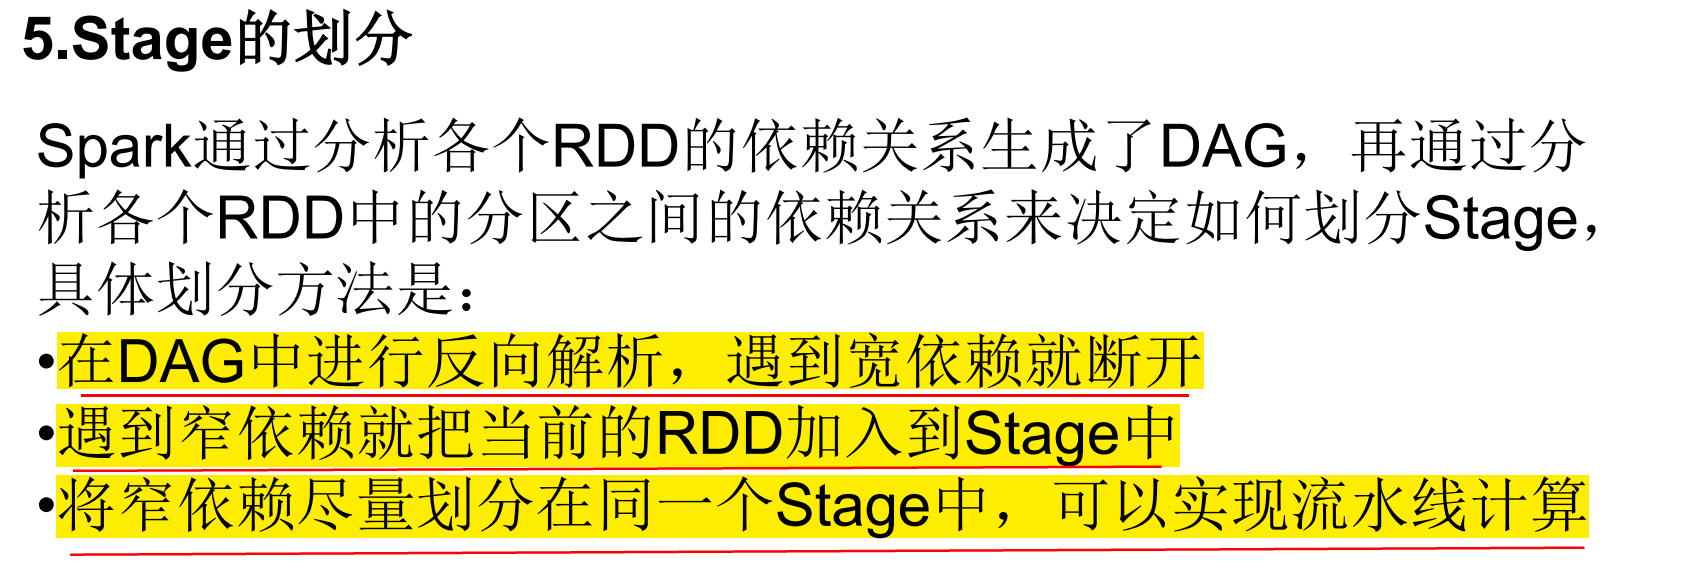 5.Stage的划分
Spark通过分析各个RDD的依赖关系生成了DAG，再通过分
析各个RDD中的分区之间的依赖关系来决定如何划分Stage，
具体划分方法是：
•在DAG中进行反向解析，遇到宽依赖就断开
•遇到窄依赖就把当前的RDD加入到Stage中
•将窄依赖尽量划分在同一个Stage中，可以实现流水线计算